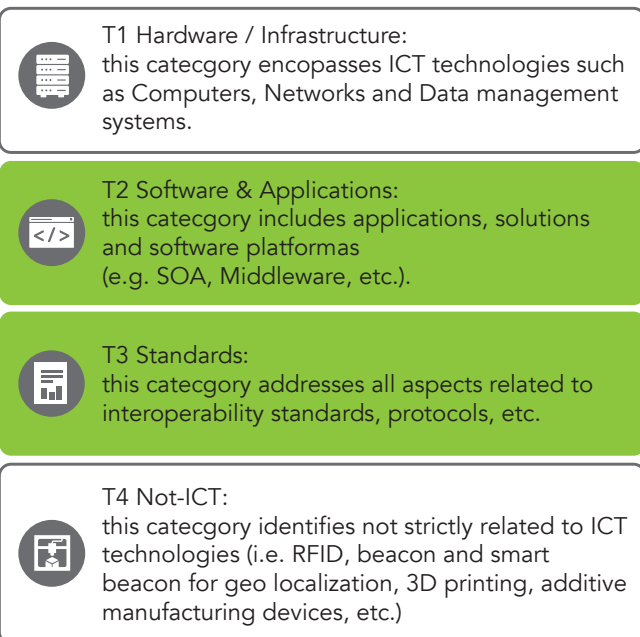 T1 Hardware / Infrastructure:
this catecgory encopasses ICT technologies such
as Computers, Networks and Data management
systems.
</>
T2 Software & Applications:
this catecgory includes applications, solutions
and software platformas
(e.g. SOA, Middleware, etc.).
T3 Standards:
this catecgory addresses all aspects related to
interoperability standards, protocols, etc.
T4 Not-ICT:
this catecgory identifies not strictly related to ICT
technologies (i.e. RFID, beacon and smart
beacon for geo localization, 3D printing, additive
manufacturing devices, etc.)